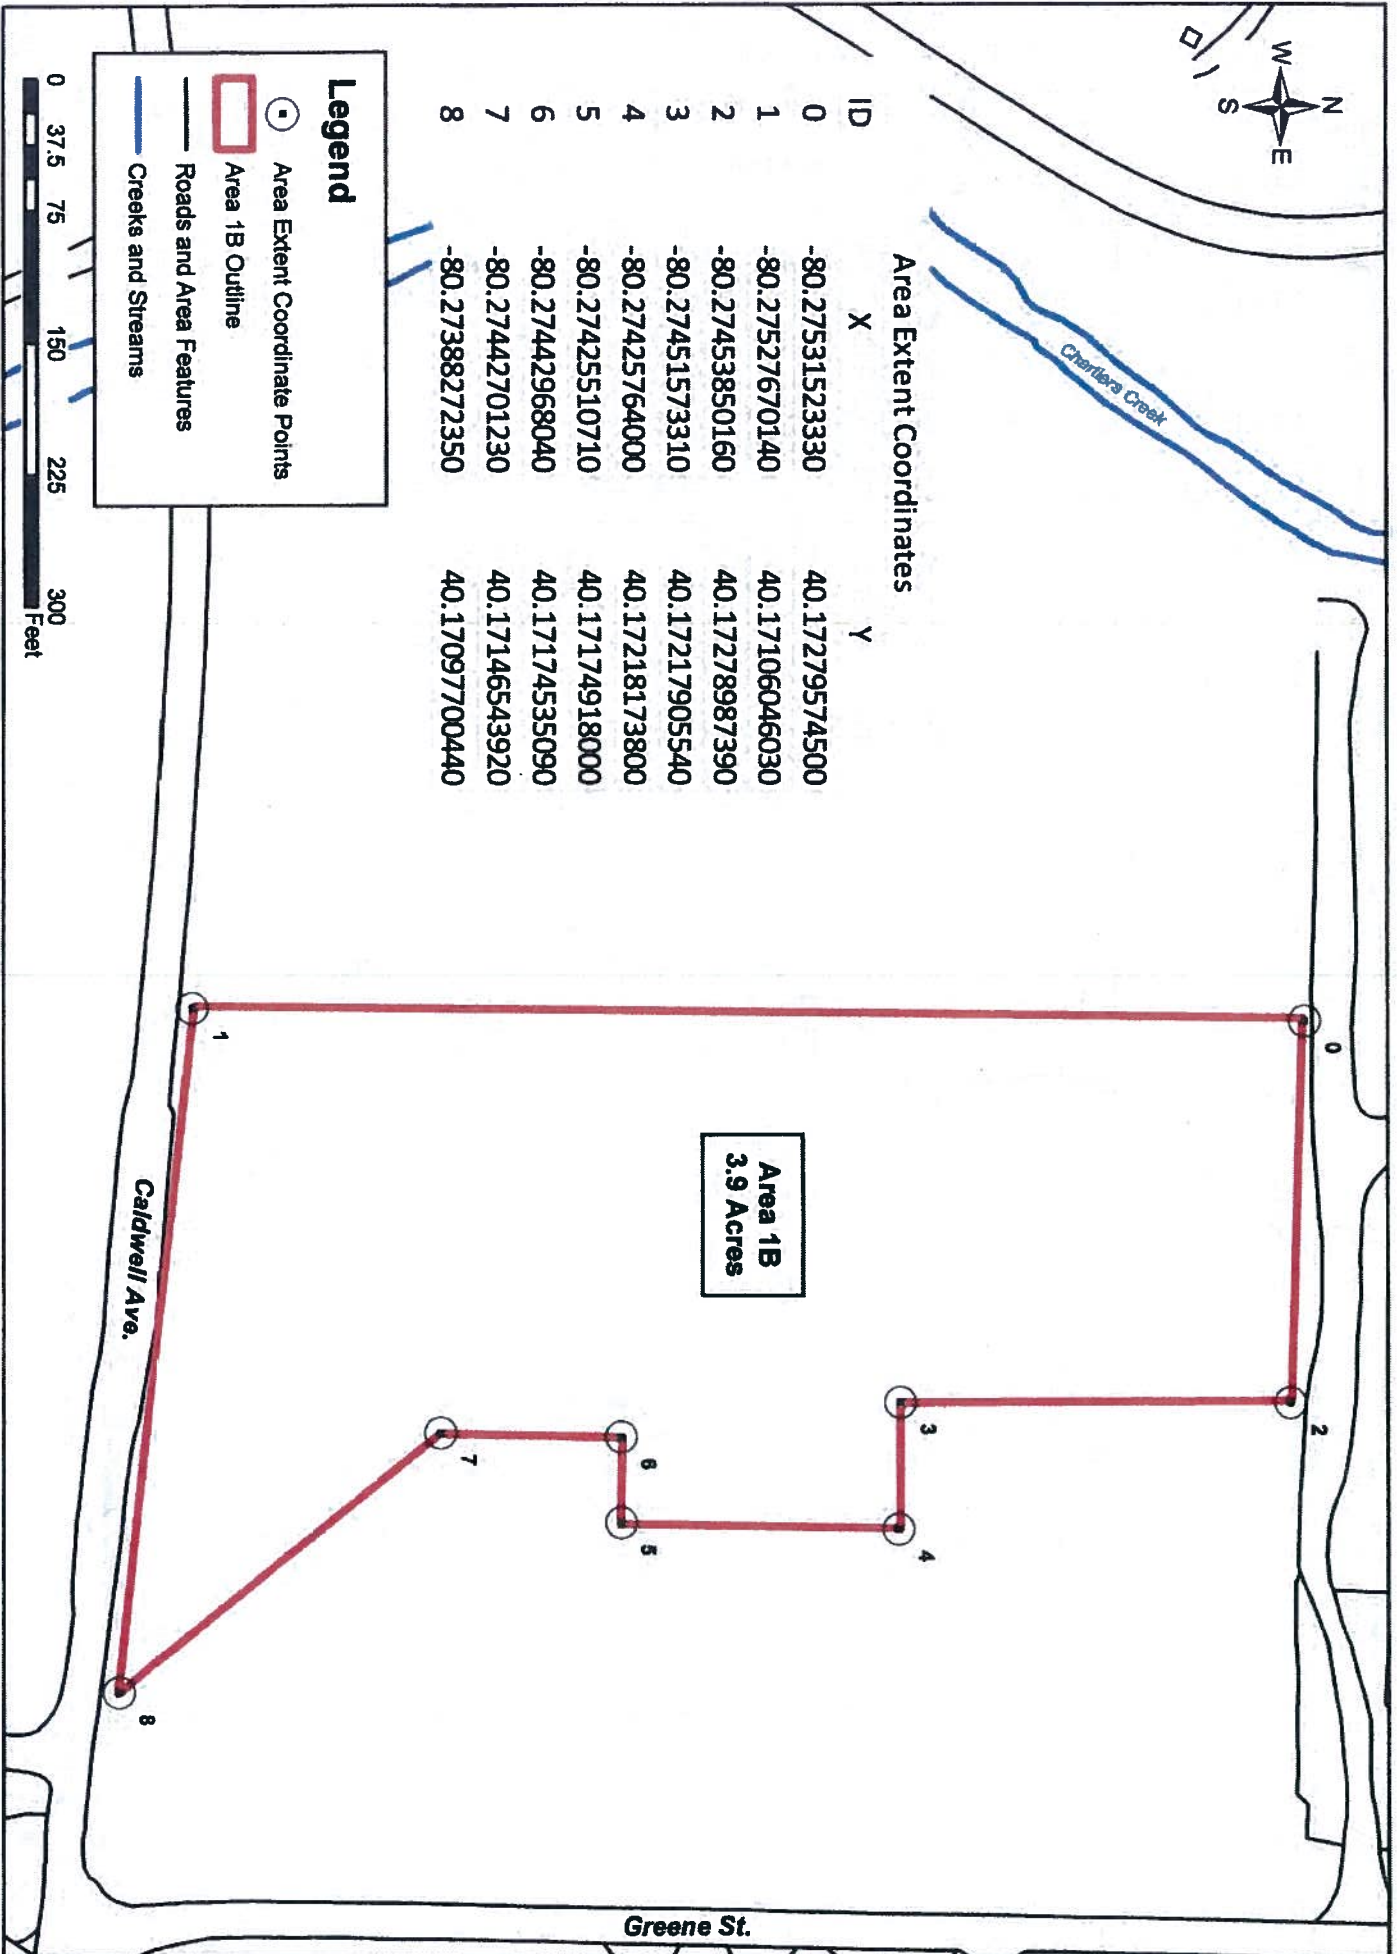 N
W E
S
Chartiers Creek
Area Extent Coordinates
ID X Y
0 -80.27531523330 40.17279574500
1 -80.27527670140 40.17106046030
2 -80.27453850160 40.17278987390
3 -80.27451573310 40.17217905540
4 -80.27425764000 40.17218173800
5 -80.27425510710 40.17174918000
6 -80.27442968040 40.17174535090
7 -80.27442701230 40.17146543920
8 -80.27388272350 40.17097700440
Legend
Area Extent Coordinate Points
Area 1B Outline
Roads and Area Features
Creeks and Streams
0 37.5 75 150 225 300
Feet
0
2
3
4
Area 1B
3.9 Acres
6
5
7
1
8
Caldwell Ave.
Greene St.